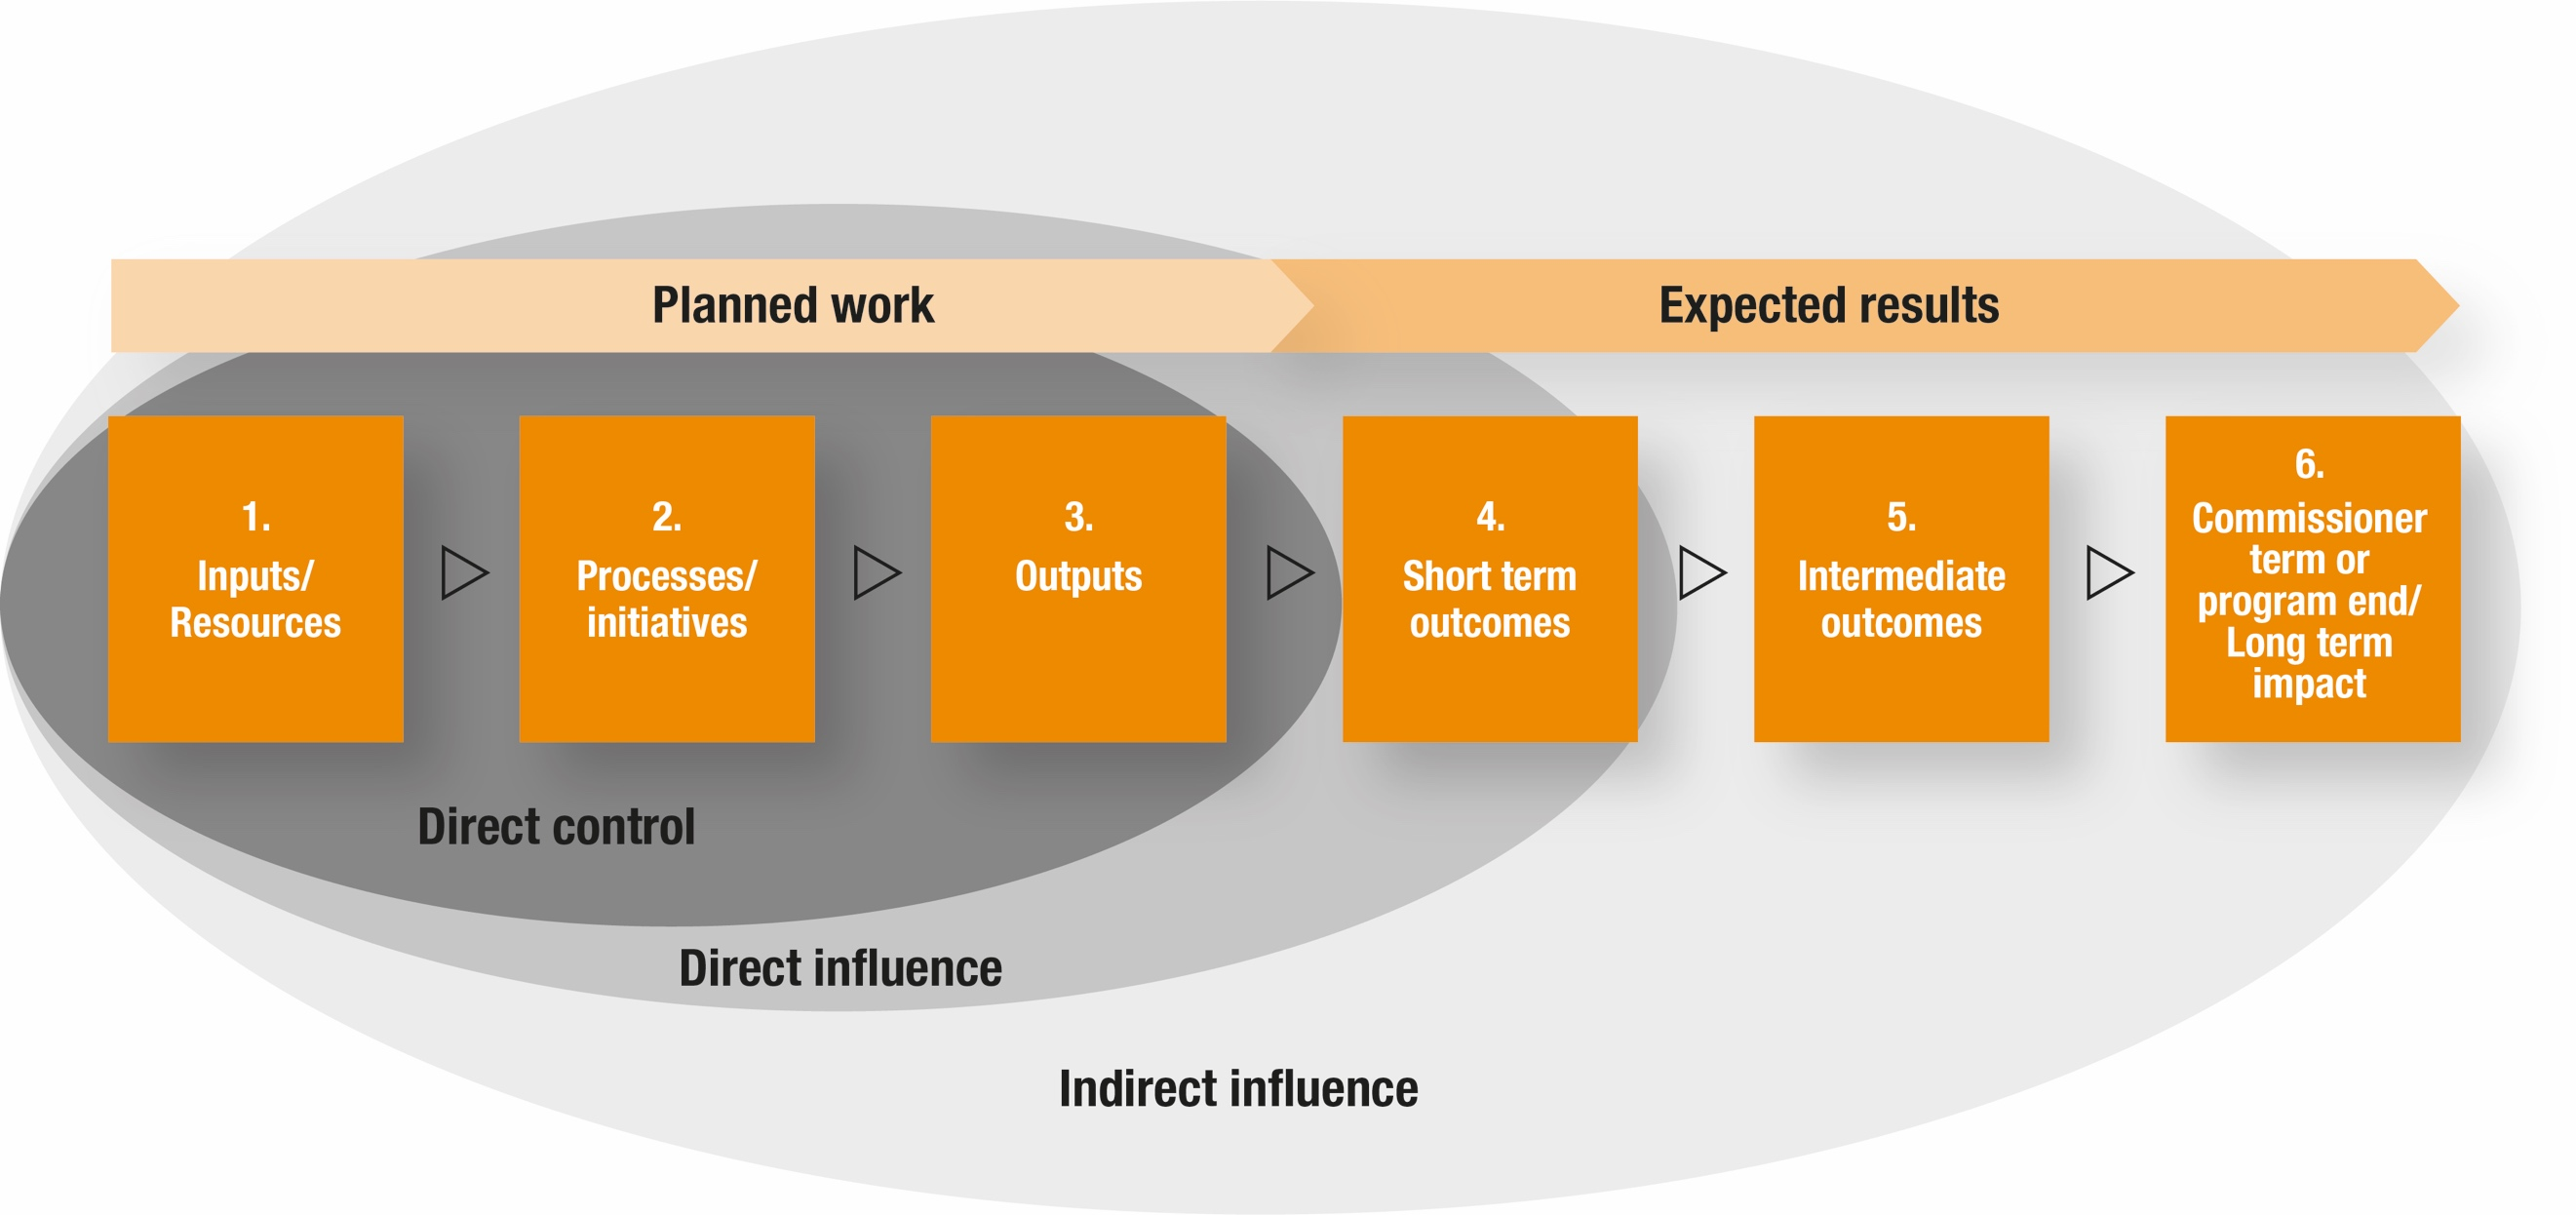 Planned work
Expected results
1.
Inputs/
Resources
2.
Processes/
initiatives
3.
Outputs
4.
Short term
outcomes
5.
Intermediate
outcomes
6.
Commissioner
term or
program end/
Long term
impact
Direct control
Direct influence
Indirect influence